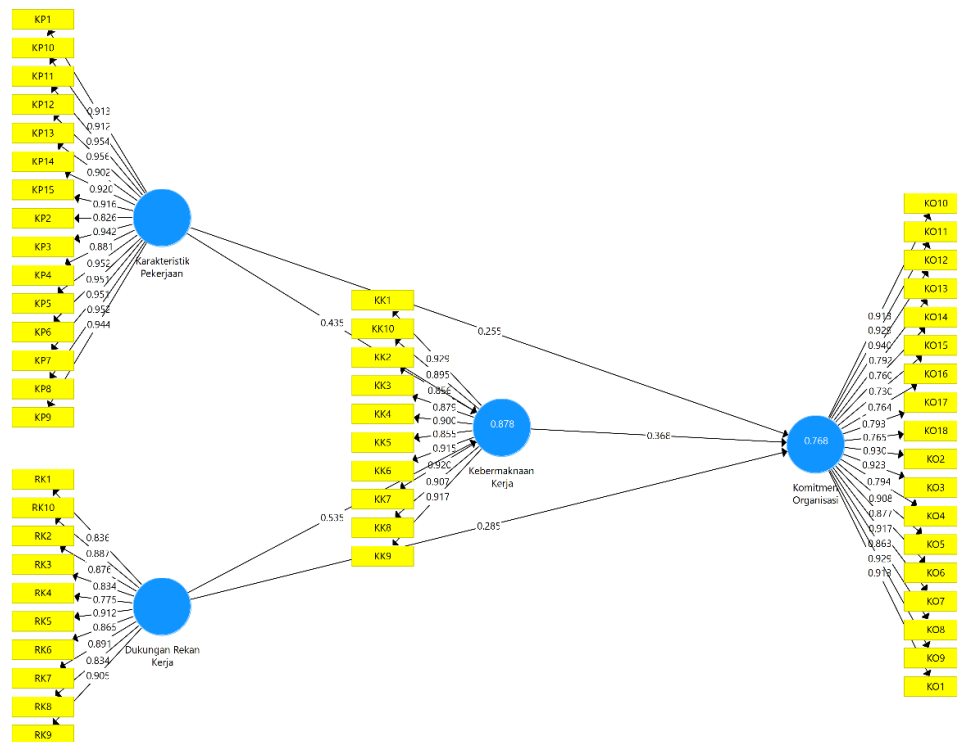 KP1
KP10
KP11
KP12
KP13
KP14
KP15
KP2
KP3
KP4
KP5
KP6
KP7
KP8
KP9
0.913
0.912
0.954
0.956
0.902
0.920
0.916
0.826
0.942
0.881
0.952
0.951
0.951
0.952
0.944
Karakteristik
Pekerjaan
0.435
0.255
KK1
KK10
KK2
KK3
KK4
KK5
KK6
KK7
KK8
KK9
0.929
0.895
0.856
0.879
0.900
0.855
0.915
0.920
0.907
0.917
0.878
Kebermaknaan
Kerja
0.368
0.535
0.285
RK1
RK10
RK2
RK3
RK4
RK5
RK6
RK7
RK8
RK9
0.836
0.887
0.876
0.834
0.775
0.912
0.865
0.891
0.834
0.905
Dukungan Rekan
Kerja
0.768
Komitmen
Organisasi
0.913
0.928
0.940
0.792
0.760
0.730
0.764
0.793
0.765
0.930
0.923
0.794
0.908
0.877
0.917
0.863
0.929
0.913
KO10
KO11
KO12
KO13
KO14
KO15
KO16
KO17
KO18
KO2
KO3
KO4
KO5
KO6
KO7
KO8
KO9
KO1